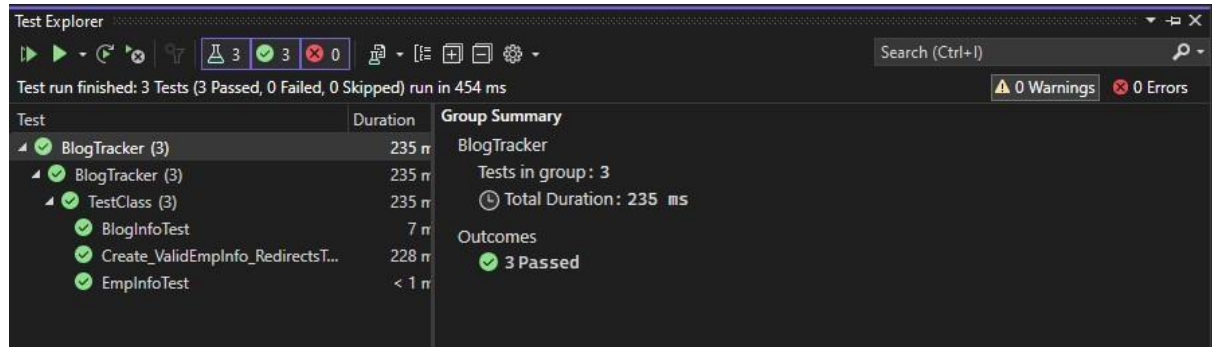 Test Explorer
3 3 0 Search (Ctrl+I)
Test run finished: 3 Tests (3 Passed, 0 Failed, 0 Skipped) run in 454 ms 0 Warnings 0 Errors
Test Duration
BlogTracker (3) 235 m
BlogTracker (3) 235 m
TestClass (3) 235 m
BlogInfoTest 7 m
Create_ValidEmpInfo_RedirectsT... 228 m
EmpInfoTest < 1 m
Group Summary
BlogTracker
Tests in group: 3
Total Duration: 235 ms
Outcomes
3 Passed